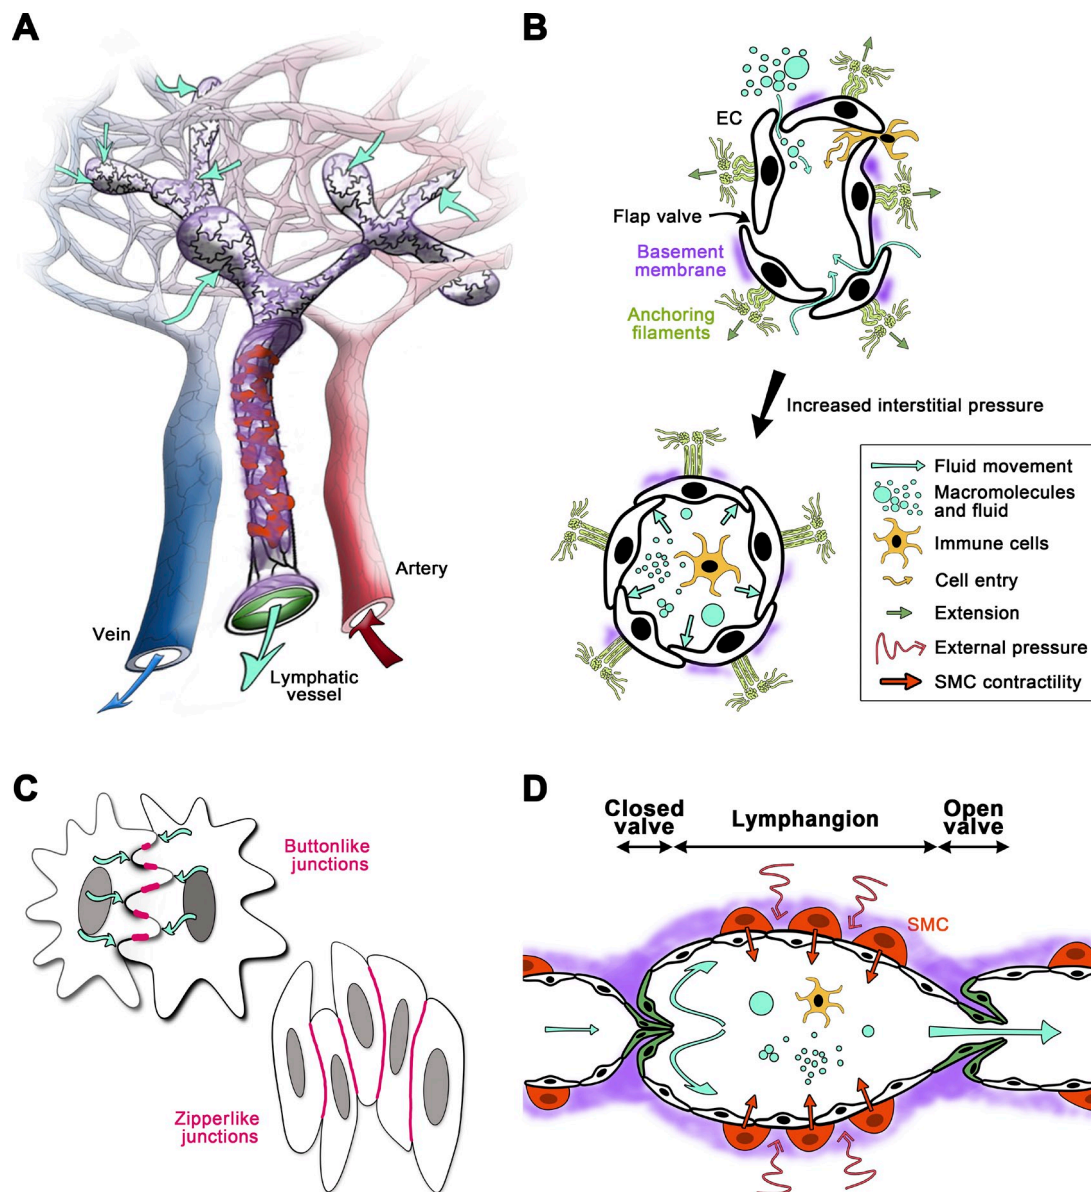 A
Vein
Lymphatic
vessel
Artery
B
EC
Flap valve
Basement
membrane
Anchoring
filaments
Increased interstitial pressure
Fluid movement
Macromolecules
and fluid
Immune cells
Cell entry
Extension
External pressure
SMC contractility
C
Buttonlike
junctions
Zipperlike
junctions
D
Closed
valve
Lymphangion
Open
valve
SMC